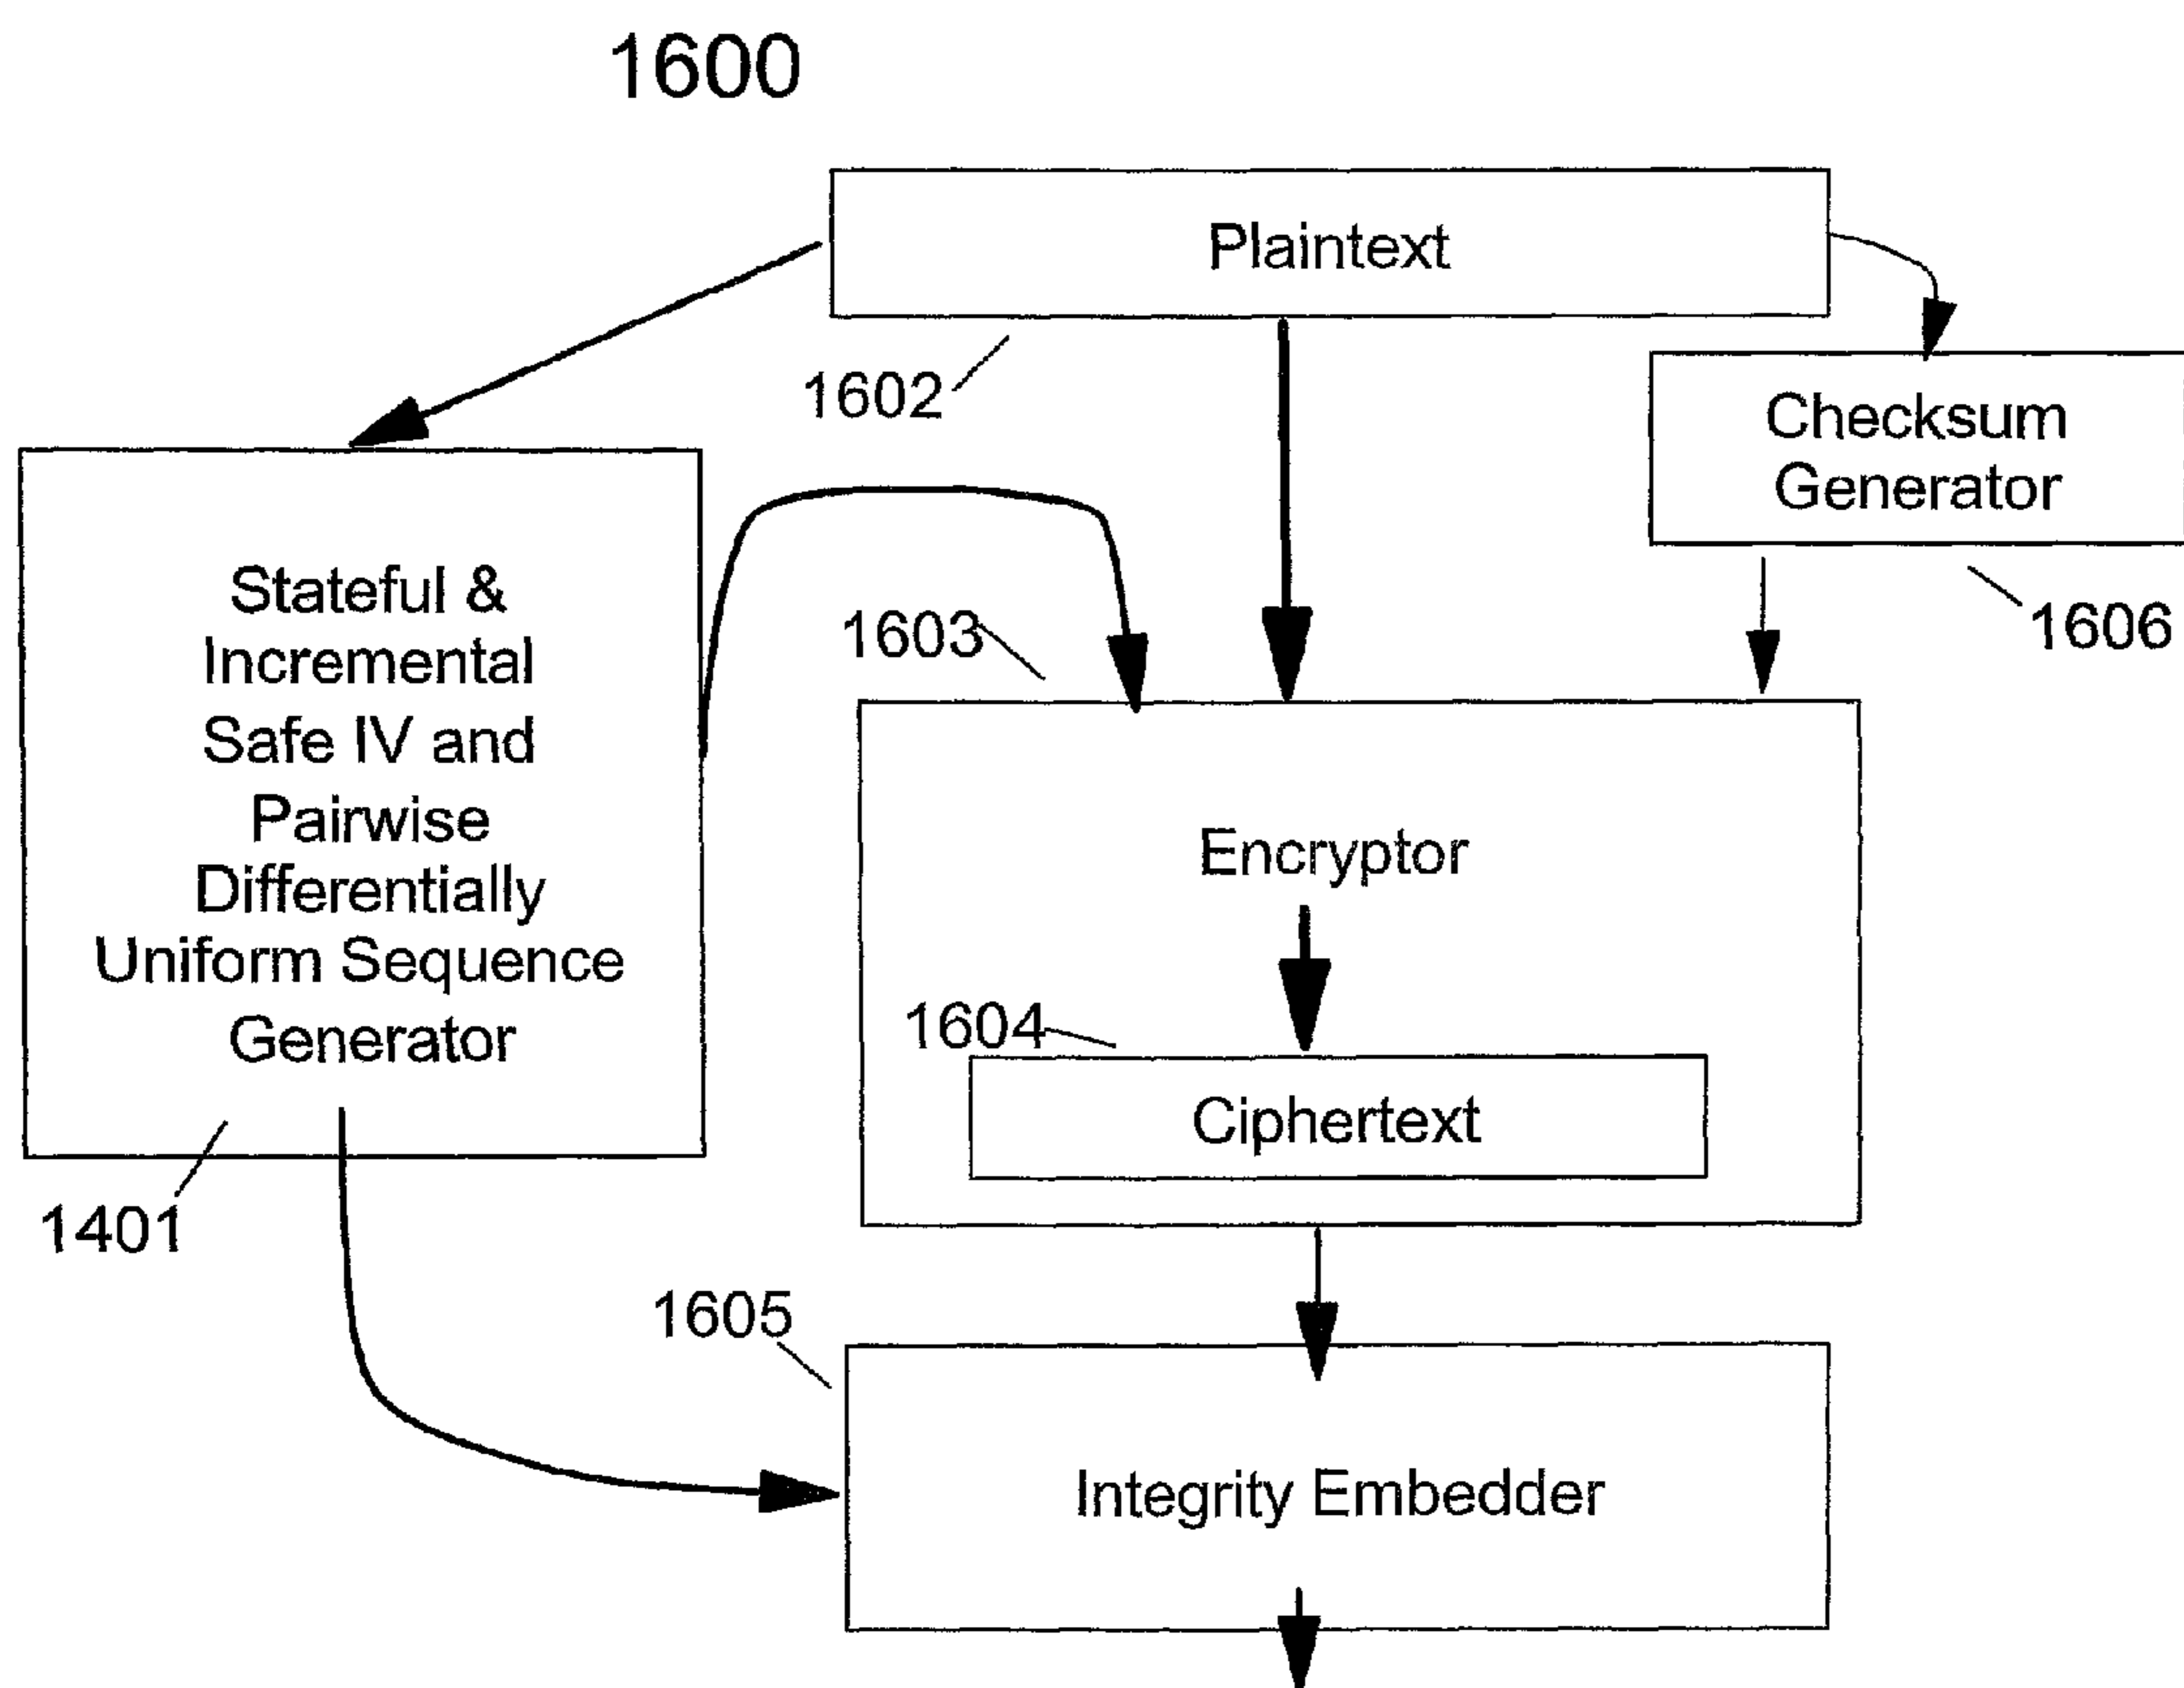 1600
Plaintext
1602
Checksum
Generator
1606
Stateful &
Incremental
Safe IV and
Pairwise
Differentially
Uniform Sequence
Generator
1401
1603
Encryptor
1604
Ciphertext
1605
Integrity Embedder